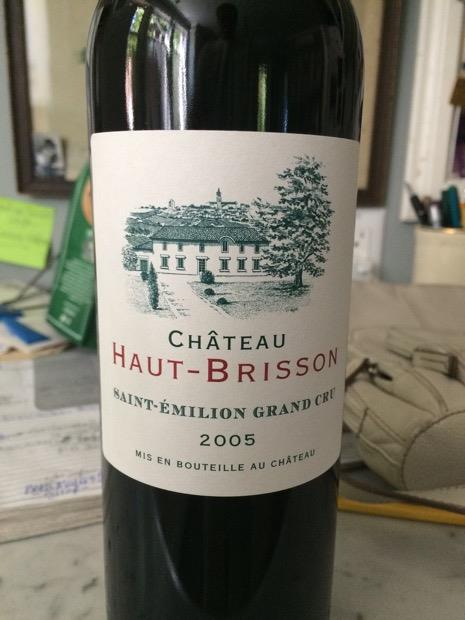 CHÂTEAU
HAUT-BRISSON
SAINT-ÉMILION GRAND CRU
2005
MIS EN BOUTEILLE AU CHÂTEAU